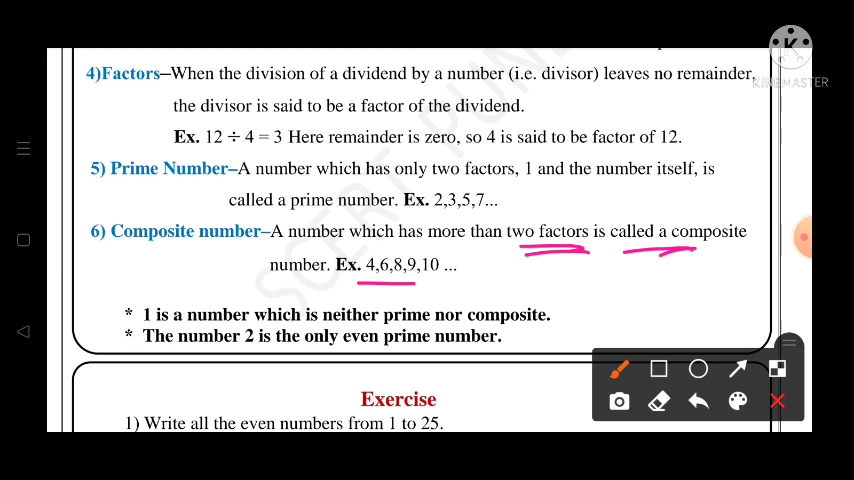 4)Factors–When the division of a dividend by a number (i.e. divisor) leaves no remainder,
the divisor is said to be a factor of the dividend.
Ex. 12 ÷ 4 = 3 Here remainder is zero, so 4 is said to be factor of 12.
5) Prime Number–A number which has only two factors, 1 and the number itself, is
called a prime number. Ex. 2,3,5,7...
6) Composite number–A number which has more than two factors is called a composite
number. Ex. 4,6,8,9,10 ...
* 1 is a number which is neither prime nor composite.
* The number 2 is the only even prime number.
Exercise
1) Write all the even numbers from 1 to 25.
SCERT PUNE
K
KINEMASTER